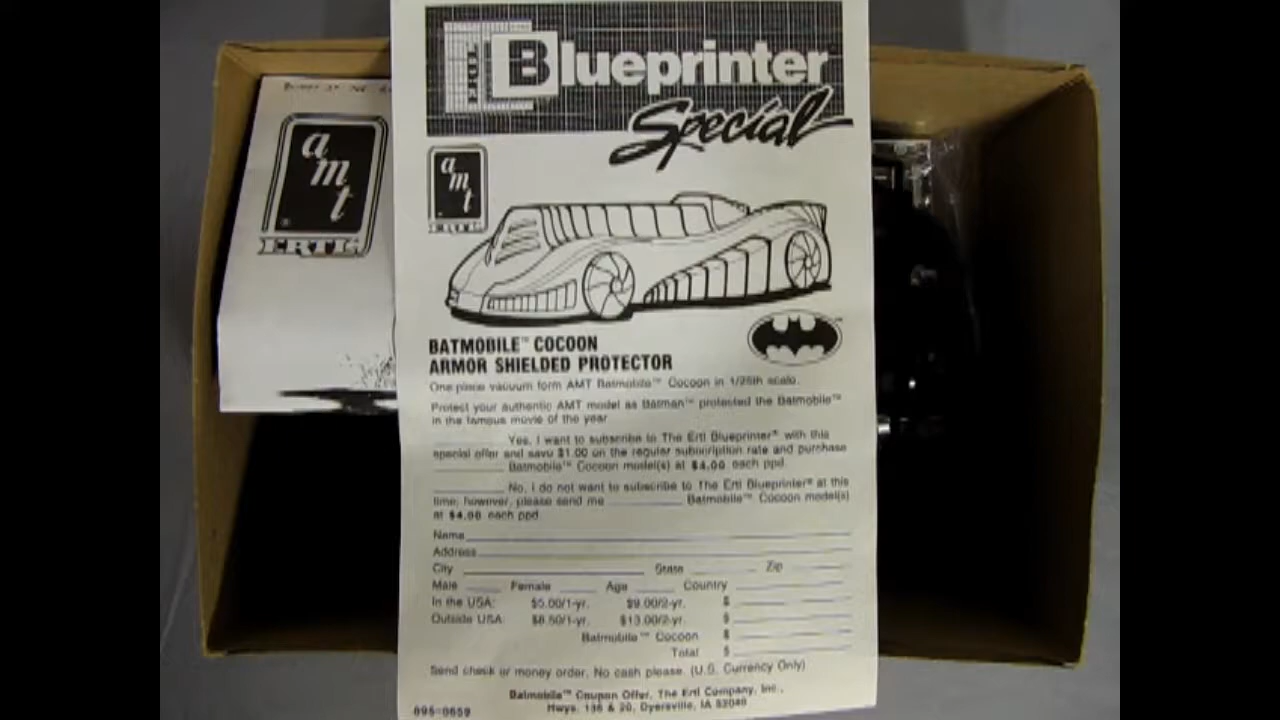 amt
ERTL
ERTL
Blueprinter
Special
amt
ERTL
BATMOBILE™ COCOON
ARMOR SHIELDED PROTECTOR
One piece vacuum form AMT Batmobile™ Cocoon in 1/25th scale.
Protect your authentic AMT model as Batman™ protected the Batmobile™
in the famous movie of the year
Yes, I want to subscribe to The Ertl Blueprinter® with this
special offer and save $1.00 on the regular subscription rate and purchase
Batmobile™ Cocoon model(s) at $4.00 each ppd.
No, I do not want to subscribe to The Ertl Blueprinter® at this
time, however, please send me Batmobile™ Cocoon model(s)
at $4.00 each ppd.
Name
Address
City State Zip
Male Female Age Country
In the USA: $5.00/1-yr. $9.00/2-yr. $
Outside USA: $6.50/1-yr. $13.00/2-yr. $
Batmobile™ Cocoon $
Total $
Send check or money order. No cash please. (U.S. Currency Only)
Batmobile™ Coupon Offer, The Ertl Company, Inc.,
Hwys. 136 & 20, Dyersville, IA 52040
095-0659